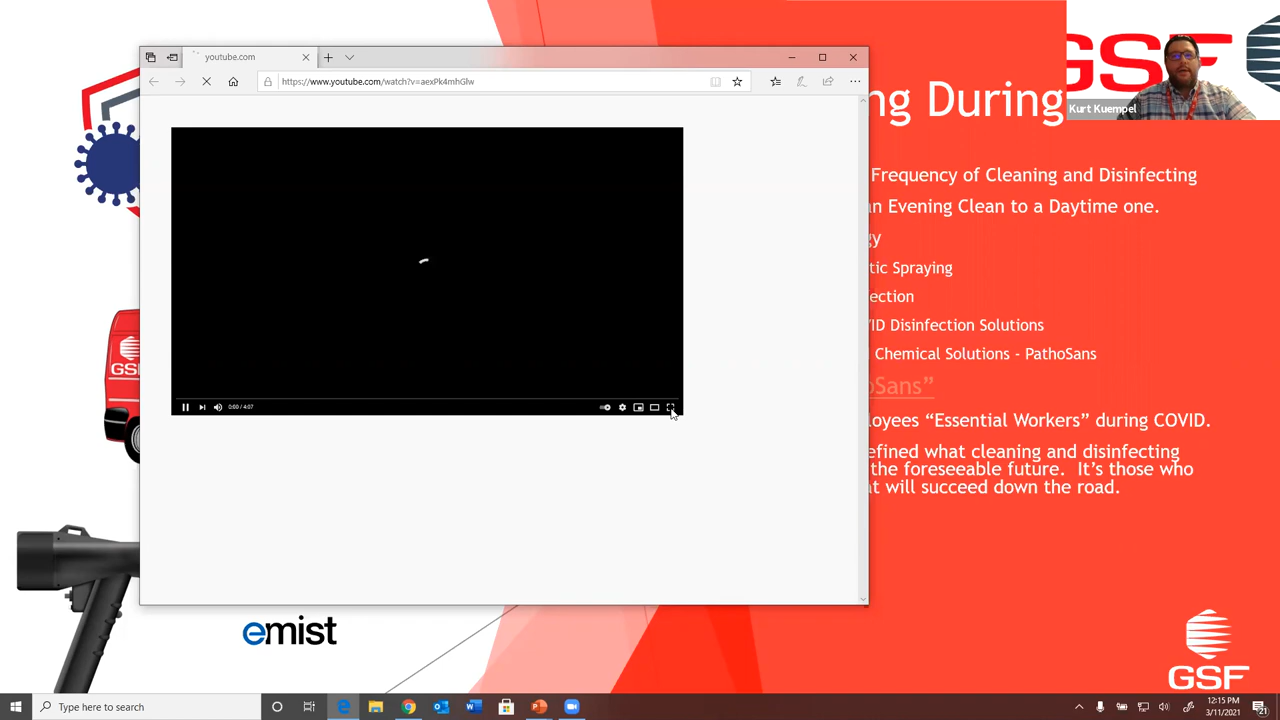 GSF
Kurt Kuempel
youtube.com
https://www.youtube.com/watch?v=aexPk4mhGlw
ng During
Frequency of Cleaning and Disinfecting
n Evening Clean to a Daytime one.
gy
tic Spraying
ection
ID Disinfection Solutions
Chemical Solutions - PathoSans
oSans”
loyees “Essential Workers” during COVID.
efined what cleaning and disinfecting
the foreseeable future. It’s those who
at will succeed down the road.
0:00 / 4:07
GSF
emist
GSF
Type here to search
12:15 PM
3/11/2021
21